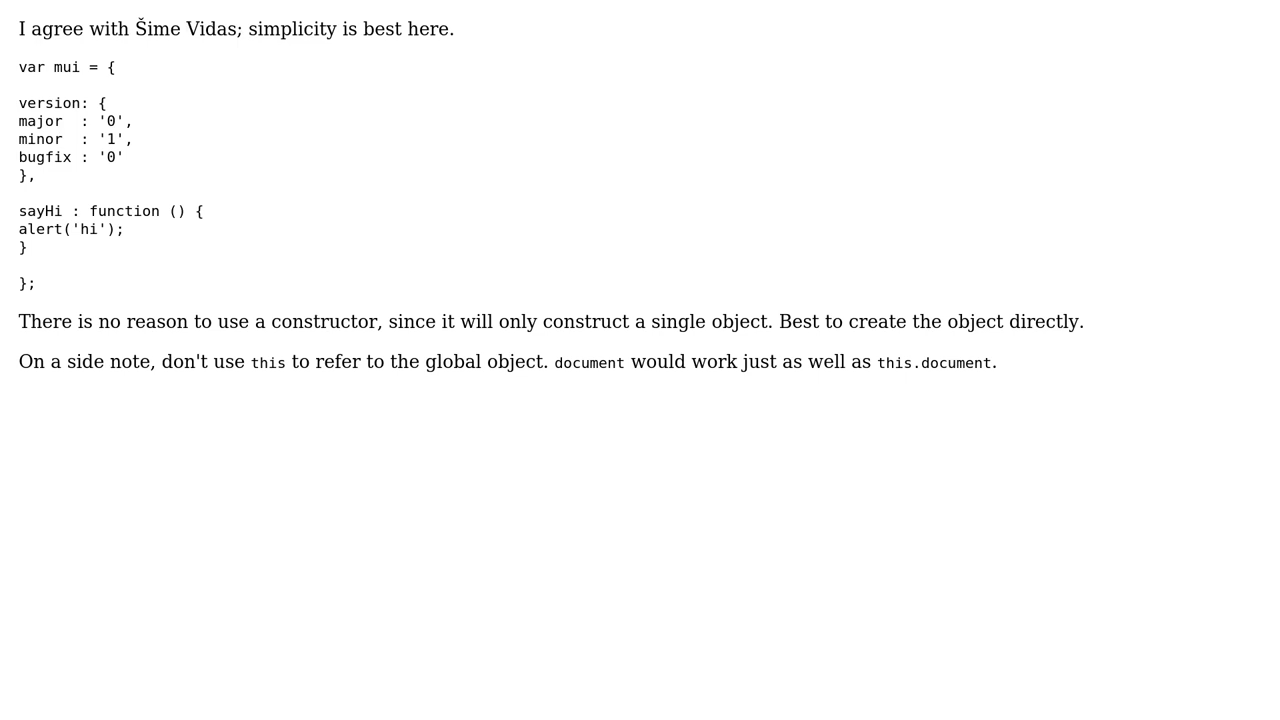 I agree with Šime Vidas; simplicity is best here.
var mui = {
version: {
major  : '0',
minor  : '1',
bugfix : '0'
},
sayHi : function () {
alert('hi');
}
};
There is no reason to use a constructor, since it will only construct a single object. Best to create the object directly.
On a side note, don't use this to refer to the global object. document would work just as well as this.document.